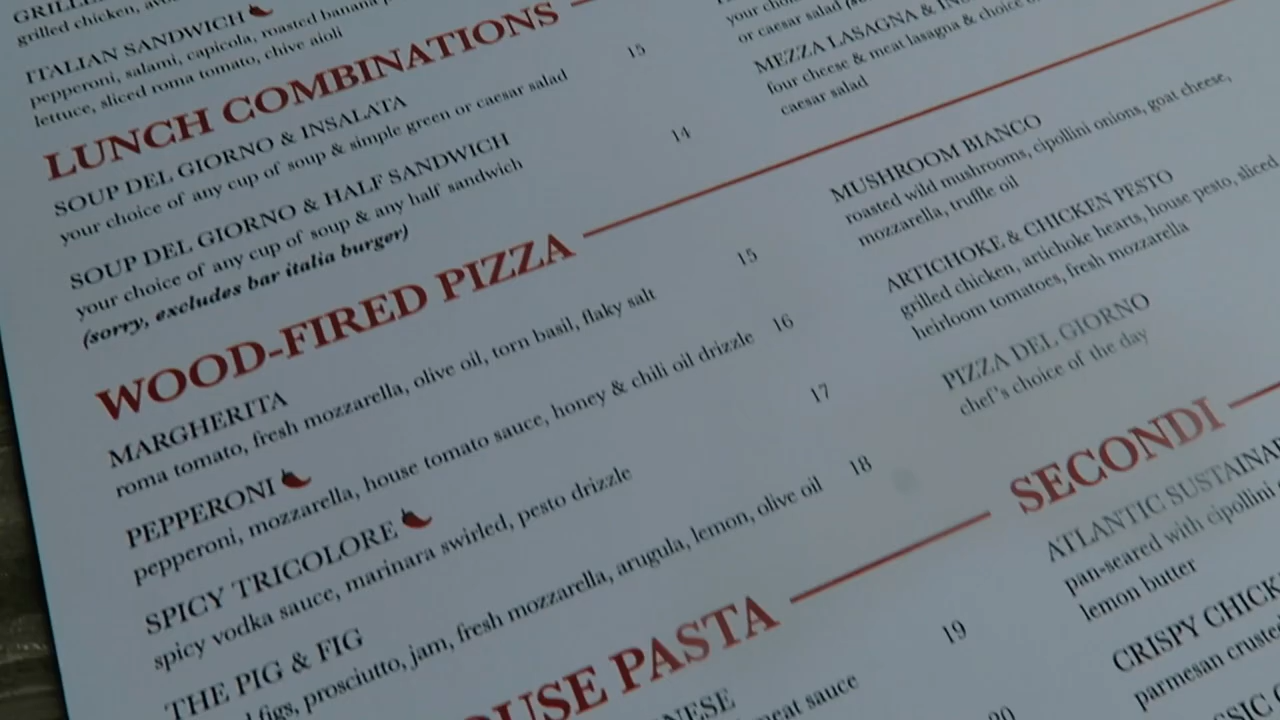 grilled chicken,
ITALIAN SANDWICH
pepperoni, salami, capicola, roasted banana
lettuce, sliced roma tomato, chive aioli
LUNCH COMBINATIONS
SOUP DEL GIORNO & INSALATA 15
your choice of any cup of soup & simple green or caesar salad
SOUP DEL GIORNO & HALF SANDWICH 14
your choice of any cup of soup & any half sandwich
(sorry, excludes bar italia burger)
or caesar salad
MEZZA LASAGNA &
four cheese & meat lasagna & choice
caesar salad
WOOD-FIRED PIZZA
MARGHERITA 15
roma tomato, fresh mozzarella, olive oil, torn basil, flaky salt
PEPPERONI 16
pepperoni, mozzarella, house tomato sauce, honey & chili oil drizzle
SPICY TRICOLORE 17
spicy vodka sauce, marinara swirled, pesto drizzle
THE PIG & FIG 18
figs, prosciutto, jam, fresh mozzarella, arugula, lemon, olive oil
MUSHROOM BIANCO
roasted wild mushrooms, cipollini onions, goat cheese,
mozzarella, truffle oil
ARTICHOKE & CHICKEN PESTO
grilled chicken, artichoke hearts, house pesto, sliced
heirloom tomatoes, fresh mozzarella
PIZZA DEL GIORNO
chef's choice of the day
PASTA
19
meat sauce
SECONDI
ATLANTIC
pan-seared with cipollini
lemon butter
CRISPY
parmesan